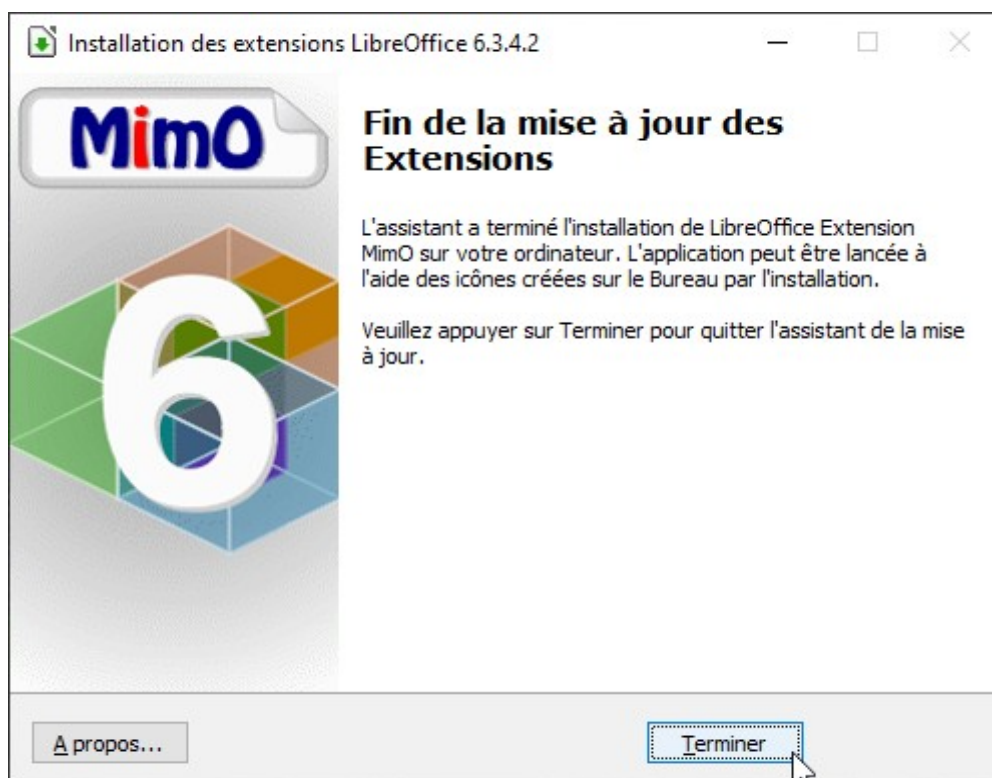 Installation des extensions LibreOffice 6.3.4.2
MimO
6
Fin de la mise à jour des
Extensions
L'assistant a terminé l'installation de LibreOffice Extension
MimO sur votre ordinateur. L'application peut être lancée à
l'aide des icônes créées sur le Bureau par l'installation.
Veuillez appuyer sur Terminer pour quitter l'assistant de la mise
à jour.
A propos...
Terminer